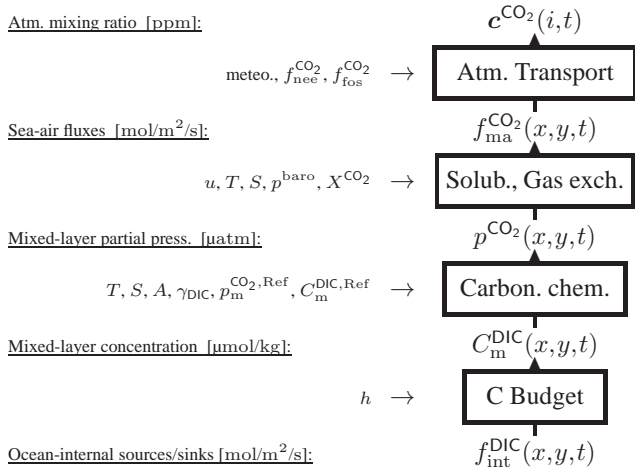 Atm. mixing ratio [ppm] c^CO₂(i,t)
meteo., f_nee^CO₂, f_fos^CO₂ → Atm. Transport
Sea-air fluxes [mol/m²/s]: f_ma^CO₂(x,y,t)
u, T, S, p^baro, X^CO₂ → Solub., Gas exch.
Mixed-layer partial press. [µatm]: p^CO₂(x,y,t)
T, S, A, γ_DIC, p_m^CO₂,Ref, C_m^DIC,Ref → Carbon. chem.
Mixed-layer concentration [µmol/kg]: C_m^DIC(x,y,t)
h → C Budget
Ocean-internal sources/sinks [mol/m²/s]: f_int^DIC(x,y,t)